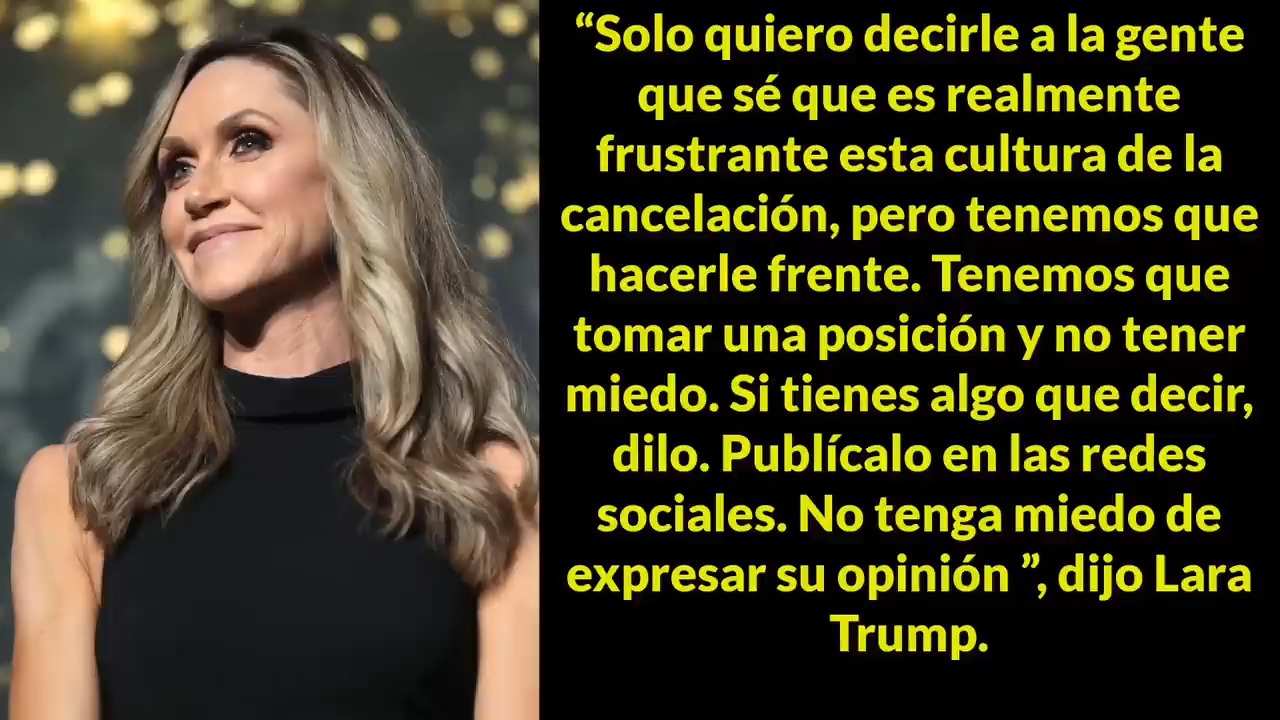 “Solo quiero decirle a la gente
que sé que es realmente
frustrante esta cultura de la
cancelación, pero tenemos que
hacerle frente. Tenemos que
tomar una posición y no tener
miedo. Si tienes algo que decir,
dilo. Publícalo en las redes
sociales. No tenga miedo de
expresar su opinión ”, dijo Lara
Trump.